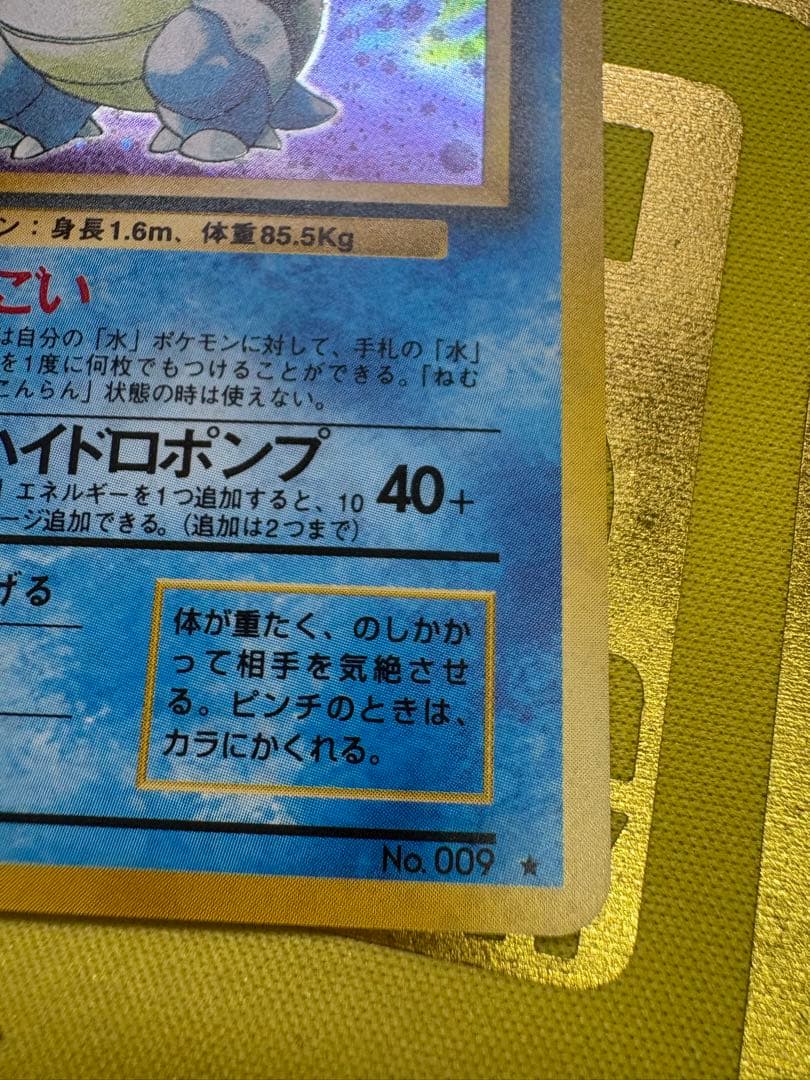 ン：身長1.6m、体重85.5Kg
ごい
は自分の「水」ポケモンに対して、手札の「水」
を1度に何枚でもつけることができる。「ねむ
こんらん」状態の時は使えない。
ハイドロポンプ
」エネルギーを1つ追加すると、10
40+
ージ追加できる。（追加は2つまで）
げる
体が重たく、のしかか
って相手を気絶させ
る。ピンチのときは、
カラにかくれる。
No.009 ★